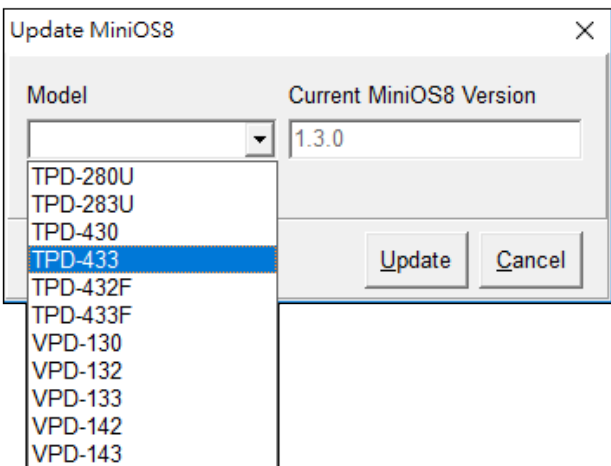 Update MiniOS8
Model
Current MiniOS8 Version
1.3.0
TPD-280U
TPD-283U
TPD-430
TPD-433
TPD-432F
TPD-433F
VPD-130
VPD-132
VPD-133
VPD-142
VPD-143
Update
Cancel